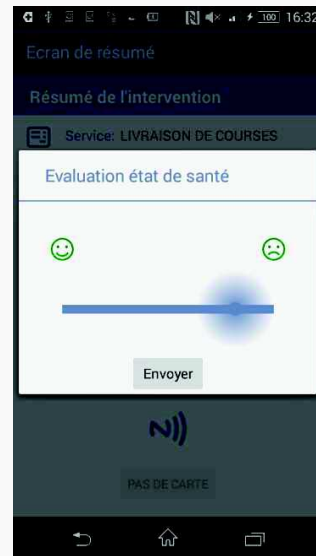 100 16:32
Ecran de résumé
Résumé de l'intervention
Service: LIVRAISON DE COURSES
Evaluation état de santé
Envoyer
PAS DE CARTE